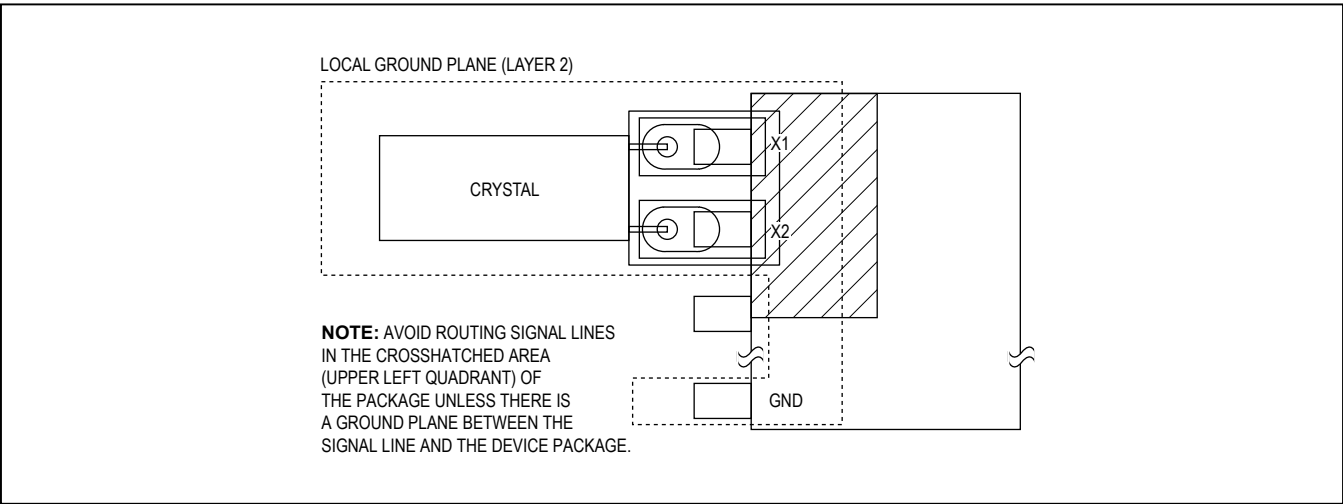 LOCAL GROUND PLANE (LAYER 2)
CRYSTAL
X1
X2
NOTE: AVOID ROUTING SIGNAL LINES
IN THE CROSSHATCHED AREA
(UPPER LEFT QUADRANT) OF
THE PACKAGE UNLESS THERE IS
A GROUND PLANE BETWEEN THE
SIGNAL LINE AND THE DEVICE PACKAGE.
GND